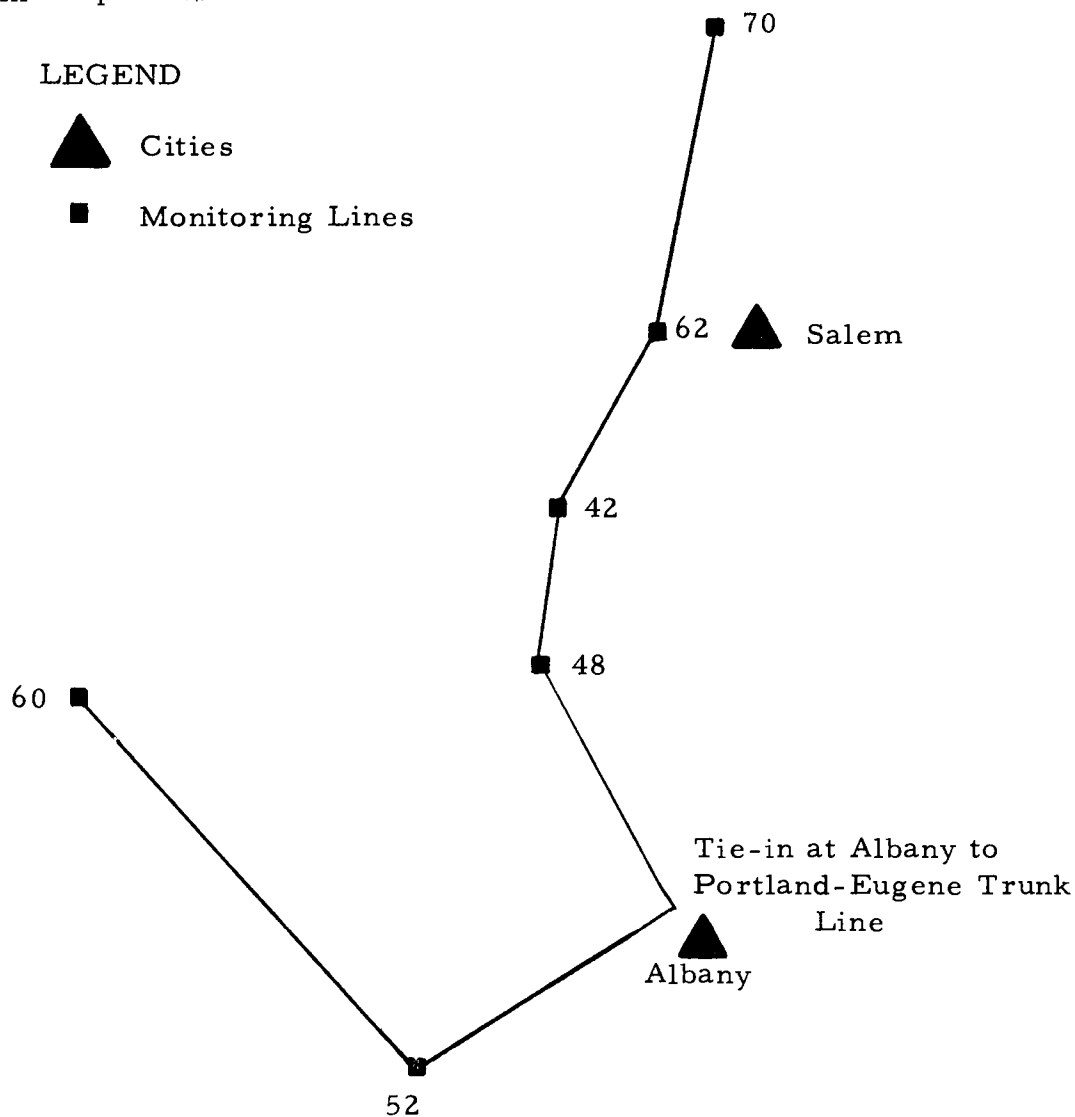 70
LEGEND
Cities
Monitoring Lines
62
Salem
42
48
60
Tie-in at Albany to
Portland-Eugene Trunk
Line
Albany
52